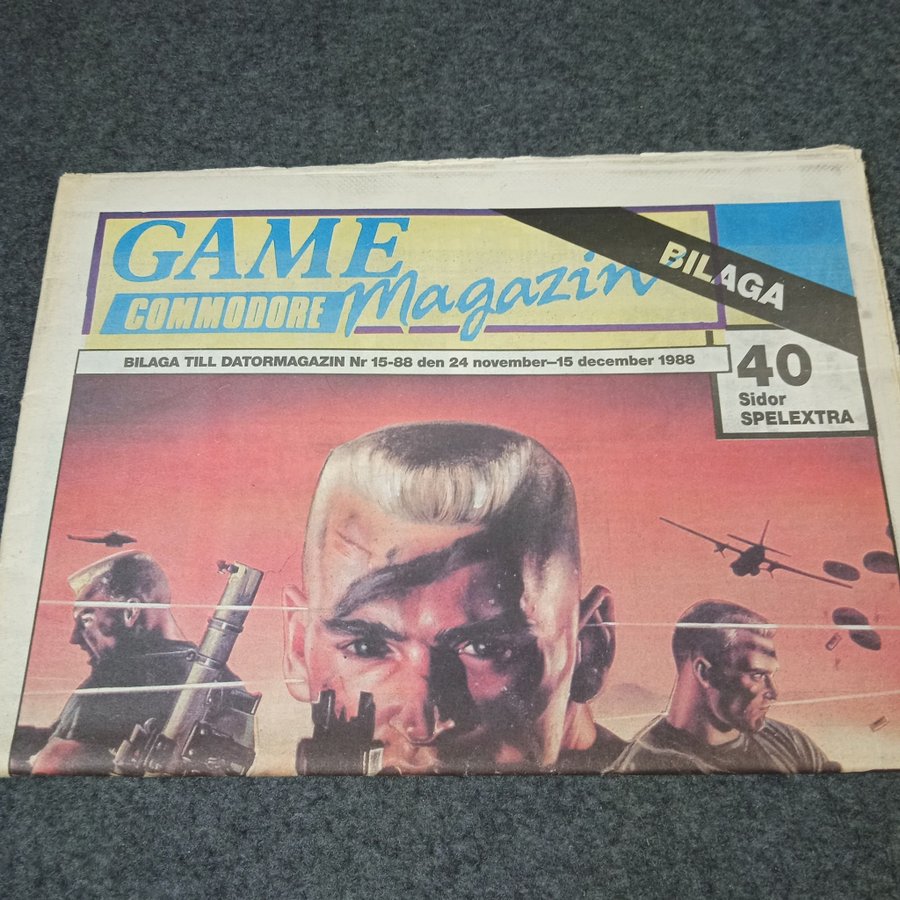 GAME
COMMODORE Magazin
BILAGA
BILAGA TILL DATORMAGAZIN Nr 15-88 den 24 november–15 december 1988
40
Sidor
SPELEXTRA